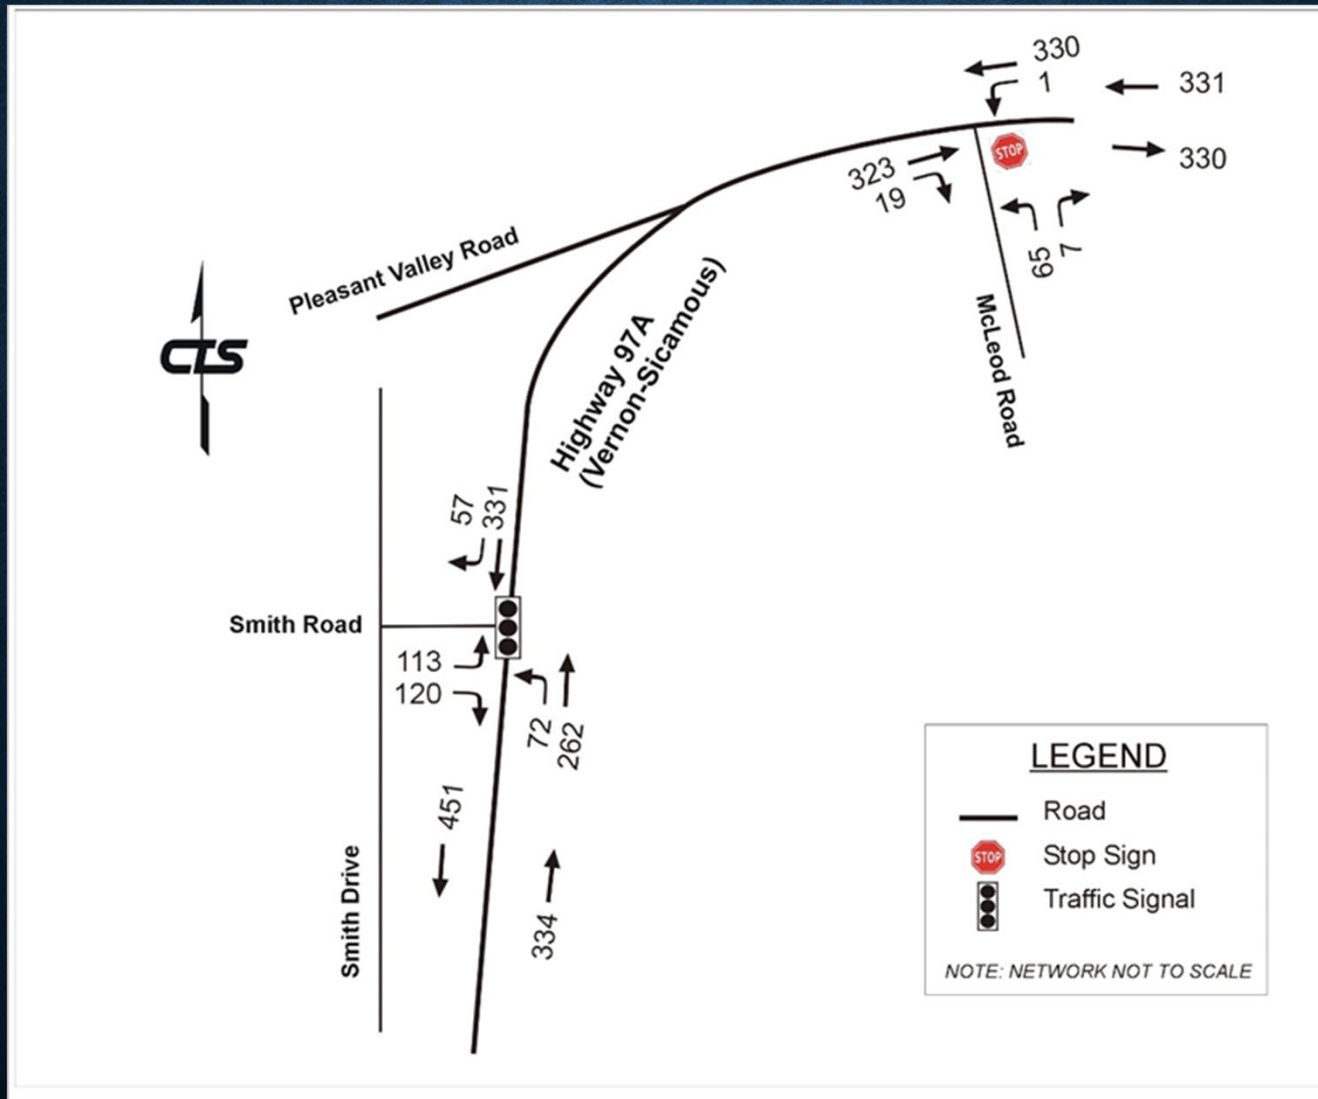 330
1
331
STOP
330
323
19
65
7
Pleasant Valley Road
McLeod Road
Highway 97A
(Vernon-Sicamous)
CTS
57
331
Smith Road
113
120
72
262
451
334
Smith Drive
LEGEND
Road
STOP
Stop Sign
Traffic Signal
NOTE: NETWORK NOT TO SCALE